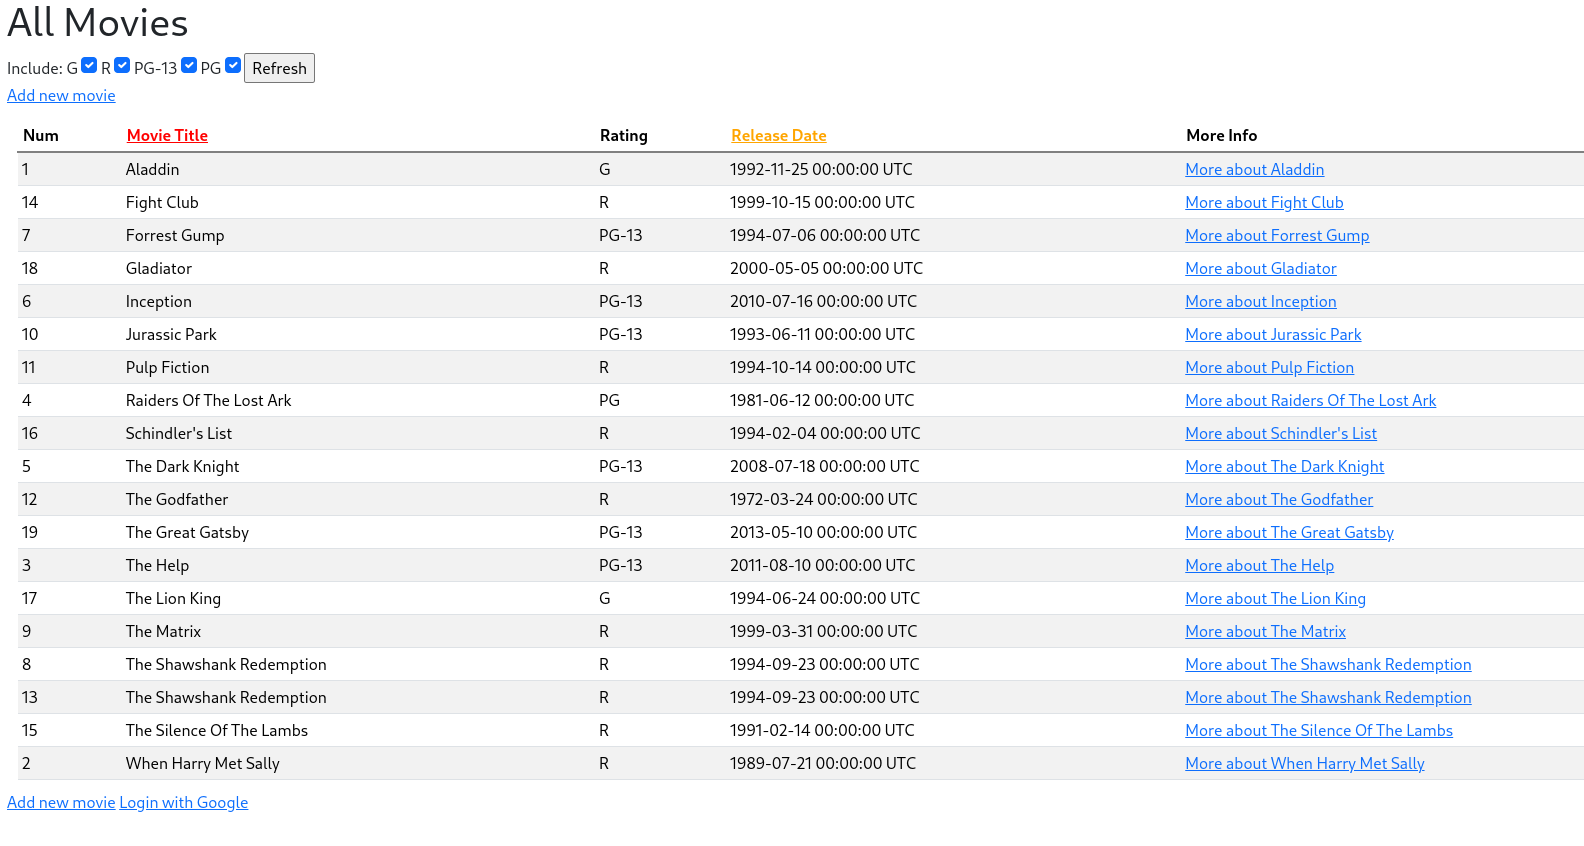 All Movies
Include: G R PG-13 PG Refresh
Add new movie
Num Movie Title Rating Release Date More Info
1 Aladdin G 1992-11-25 00:00:00 UTC More about Aladdin
14 Fight Club R 1999-10-15 00:00:00 UTC More about Fight Club
7 Forrest Gump PG-13 1994-07-06 00:00:00 UTC More about Forrest Gump
18 Gladiator R 2000-05-05 00:00:00 UTC More about Gladiator
6 Inception PG-13 2010-07-16 00:00:00 UTC More about Inception
10 Jurassic Park PG-13 1993-06-11 00:00:00 UTC More about Jurassic Park
11 Pulp Fiction R 1994-10-14 00:00:00 UTC More about Pulp Fiction
4 Raiders Of The Lost Ark PG 1981-06-12 00:00:00 UTC More about Raiders Of The Lost Ark
16 Schindler's List R 1994-02-04 00:00:00 UTC More about Schindler's List
5 The Dark Knight PG-13 2008-07-18 00:00:00 UTC More about The Dark Knight
12 The Godfather R 1972-03-24 00:00:00 UTC More about The Godfather
19 The Great Gatsby PG-13 2013-05-10 00:00:00 UTC More about The Great Gatsby
3 The Help PG-13 2011-08-10 00:00:00 UTC More about The Help
17 The Lion King G 1994-06-24 00:00:00 UTC More about The Lion King
9 The Matrix R 1999-03-31 00:00:00 UTC More about The Matrix
8 The Shawshank Redemption R 1994-09-23 00:00:00 UTC More about The Shawshank Redemption
13 The Shawshank Redemption R 1994-09-23 00:00:00 UTC More about The Shawshank Redemption
15 The Silence Of The Lambs R 1991-02-14 00:00:00 UTC More about The Silence Of The Lambs
2 When Harry Met Sally R 1989-07-21 00:00:00 UTC More about When Harry Met Sally
Add new movie Login with Google